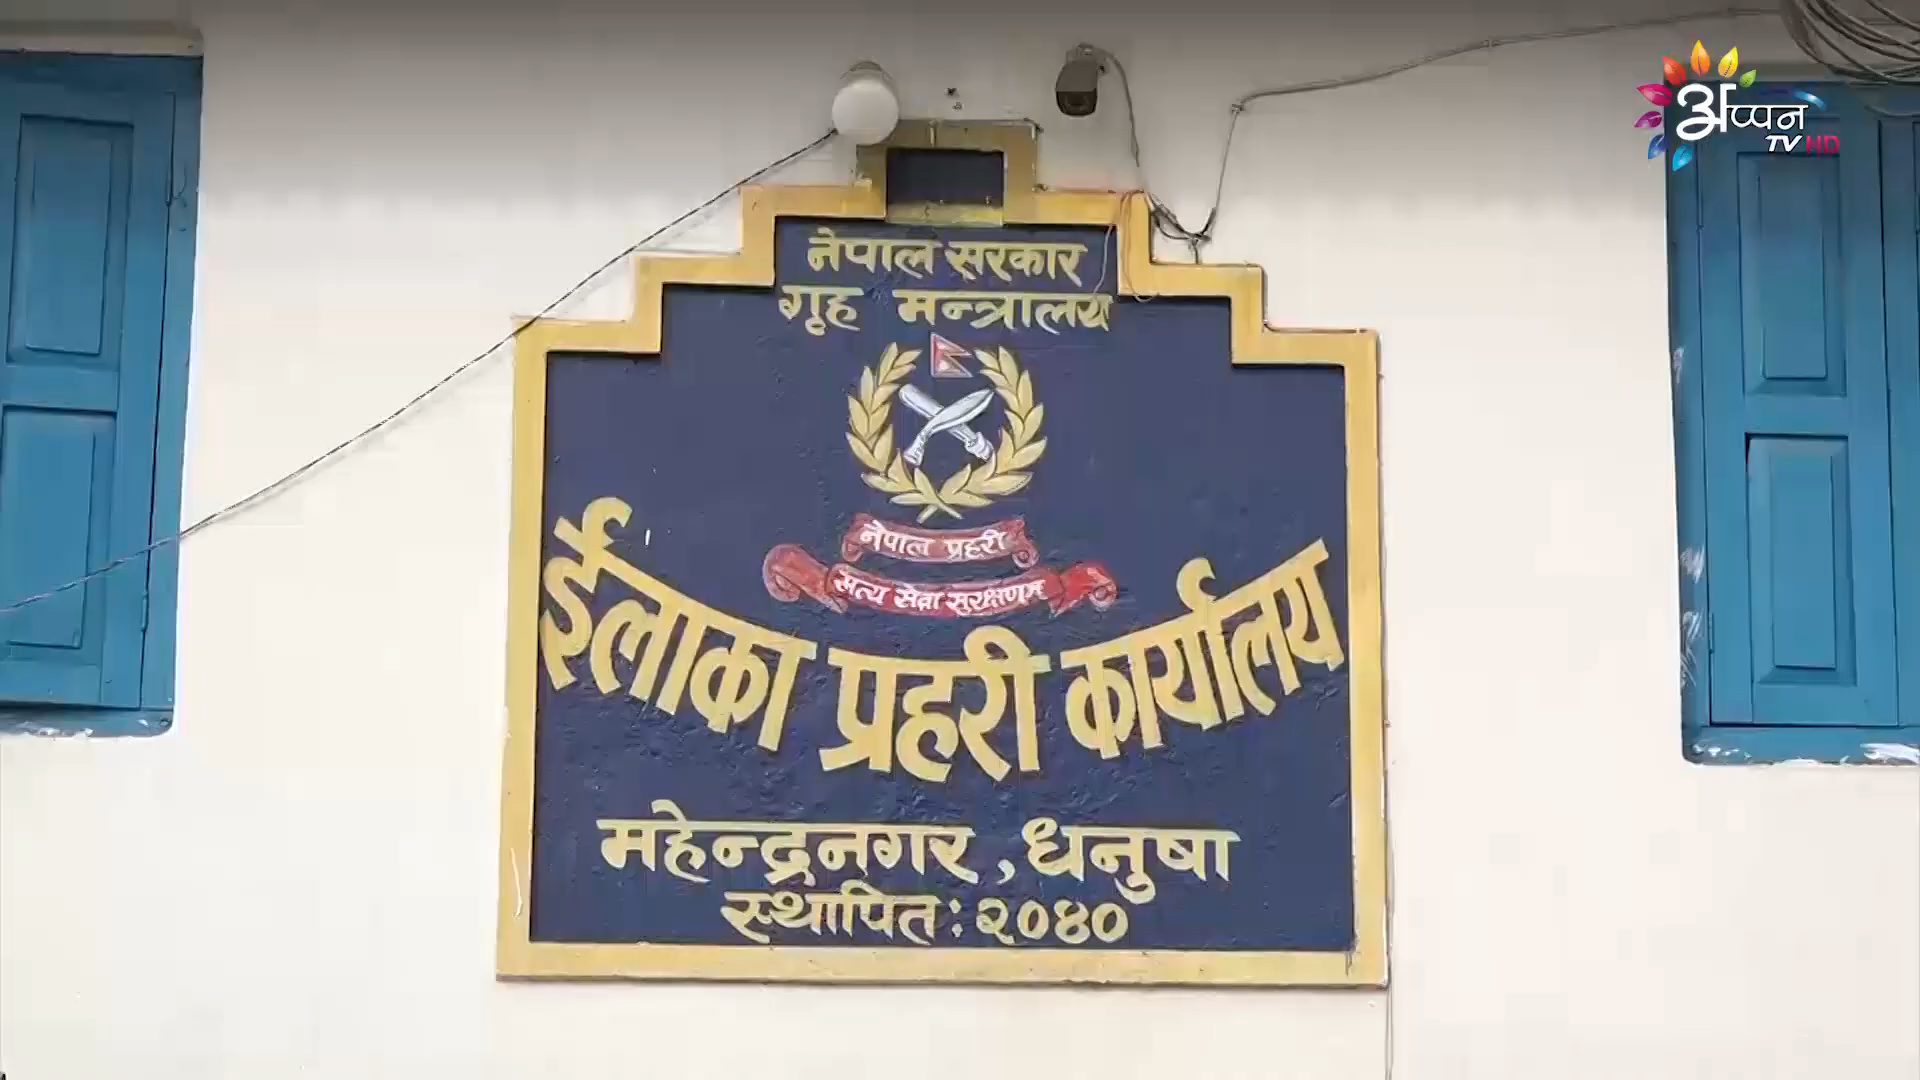 अप्पन
TV HD
नेपाल सरकार
गृह मन्त्रालय
नेपाल प्रहरी
सत्य सेवा सुरक्षणम
ईलाका प्रहरी कार्यालय
महेन्द्रनगर, धनुषा
स्थापित: २०४०